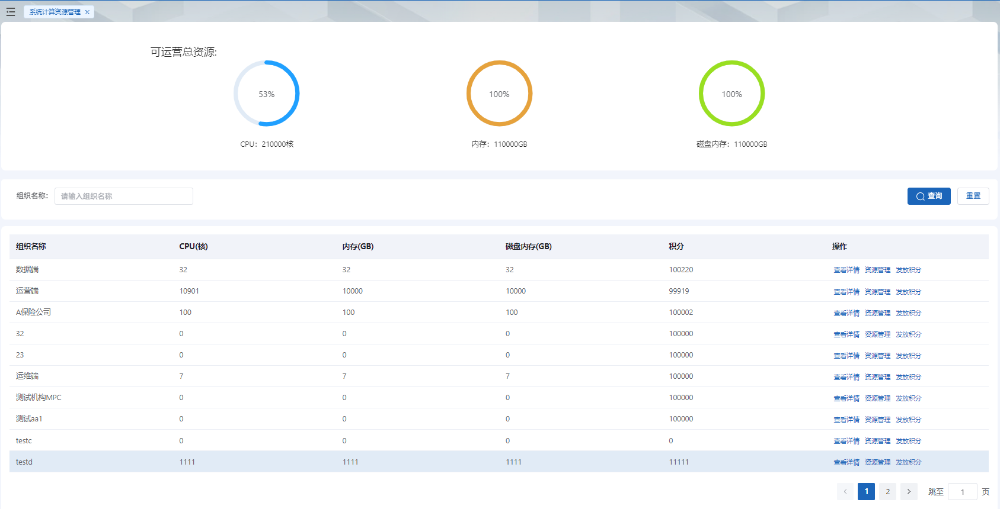 系统计算资源管理 ×
可运营总资源:
53% 100% 100%
CPU：210000核 内存：110000GB 磁盘内存：110000GB
组织名称: 请输入组织名称 查询 重置
组织名称 CPU(核) 内存(GB) 磁盘内存(GB) 积分 操作
数据端 32 32 32 100220 查看详情 资源管理 发放积分
运营端 10901 10000 10000 99919 查看详情 资源管理 发放积分
A保险公司 100 100 100 100002 查看详情 资源管理 发放积分
32 0 0 0 100000 查看详情 资源管理 发放积分
23 0 0 0 100000 查看详情 资源管理 发放积分
运维端 7 7 7 100000 查看详情 资源管理 发放积分
测试机构MPC 0 0 0 100000 查看详情 资源管理 发放积分
测试aa1 0 0 0 100000 查看详情 资源管理 发放积分
testc 0 0 0 0 查看详情 资源管理 发放积分
testd 1111 1111 1111 11111 查看详情 资源管理 发放积分
‹ 1 2 › 跳至 1 页